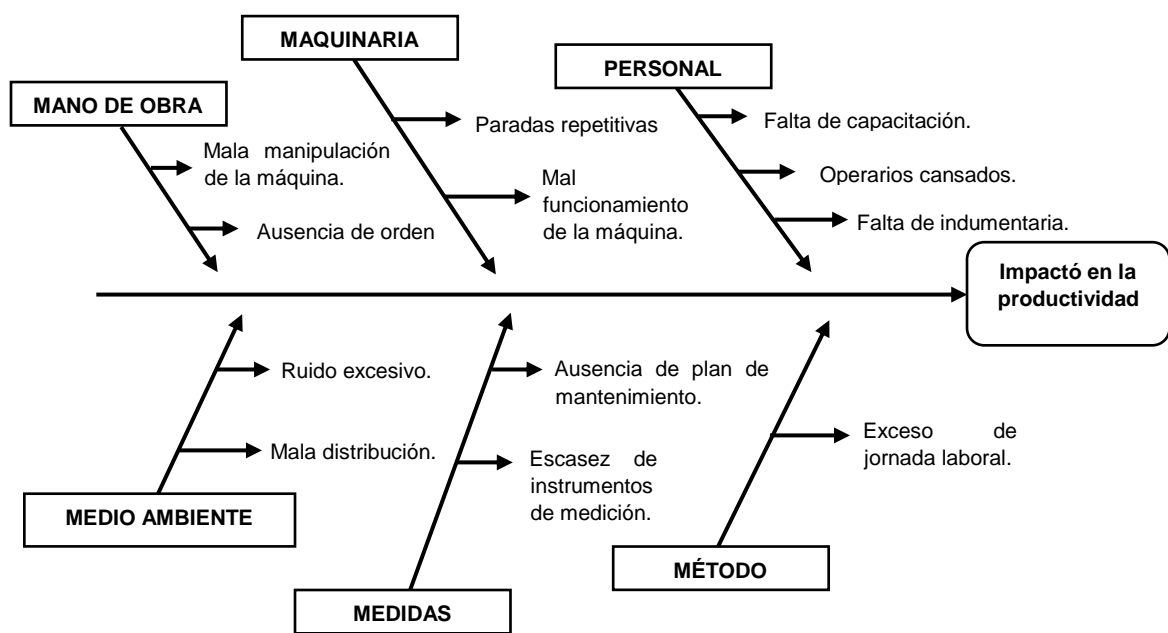 MAQUINARIA
PERSONAL
MANO DE OBRA
Paradas repetitivas
Falta de capacitación.
Mala manipulación
de la máquina.
Mal
funcionamiento
de la máquina.
Operarios cansados.
Ausencia de orden
Falta de indumentaria.
Impactó en la
productividad
Ruido excesivo.
Ausencia de plan de
mantenimiento.
Mala distribución.
Escasez de
instrumentos
de medición.
Exceso de
jornada laboral.
MEDIO AMBIENTE
MÉTODO
MEDIDAS